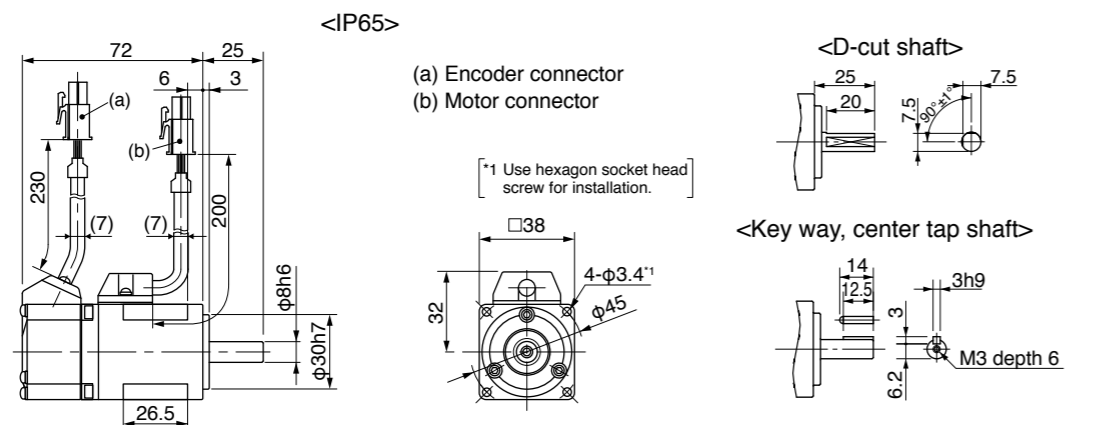 <IP65>
72
25
6
3
(a)
(b)
230
(7)
(7)
200
φ8h6
φ30h7
26.5
(a) Encoder connector
(b) Motor connector
*1 Use hexagon socket head
screw for installation.
□38
4-φ3.4*1
φ45
32
<D-cut shaft>
25
20
7.5
7.5
90°±1°
<Key way, center tap shaft>
14
12.5
3h9
3
6.2
M3 depth 6